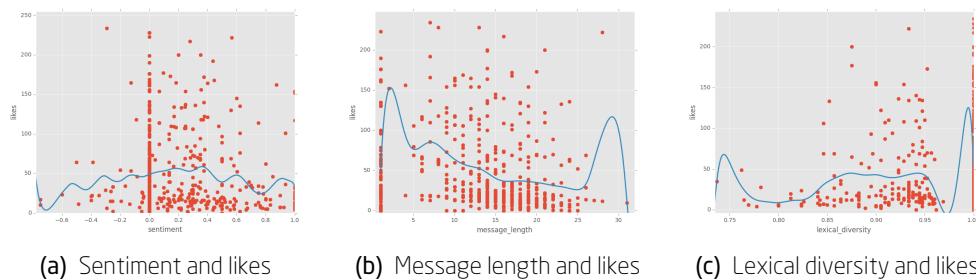 250
200
150
100
50
0
likes
−0.6 −0.4 −0.2 0.0 0.2 0.4 0.6 0.8 1.0
sentiment
(a) Sentiment and likes
250
200
150
100
50
0
likes
5 10 15 20 25 30
message_length
(b) Message length and likes
250
200
150
100
50
0
likes
0.75 0.80 0.85 0.90 0.95 1.0
lexical_diversity
(c) Lexical diversity and likes